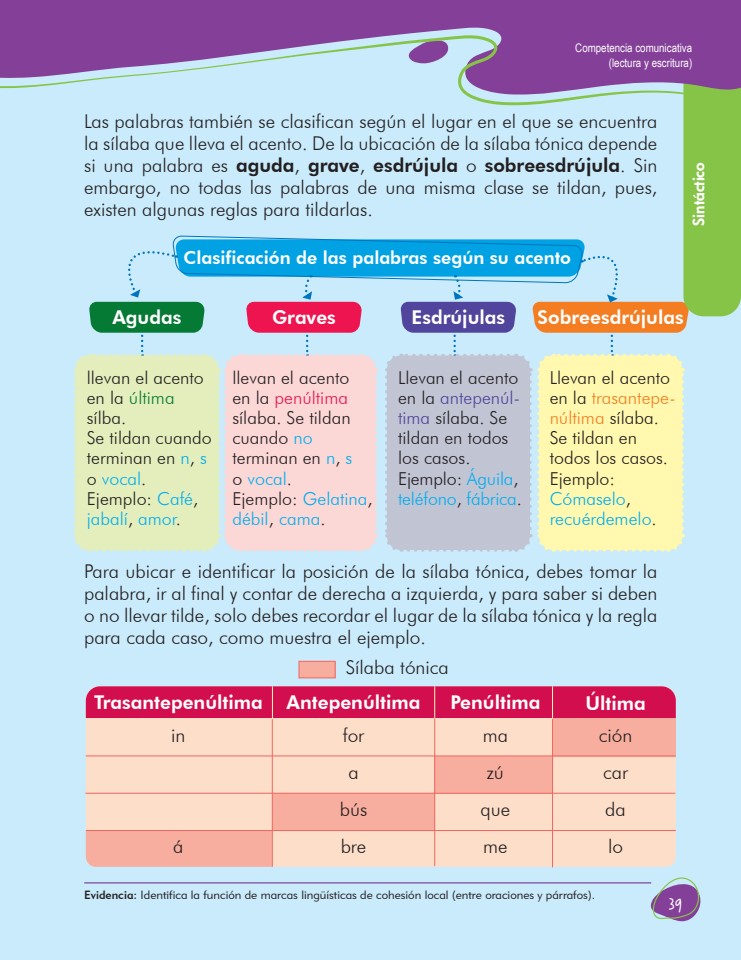 Competencia comunicativa
(lectura y escritura)
Sintáctico
Las palabras también se clasifican según el lugar en el que se encuentra
la sílaba que lleva el acento. De la ubicación de la sílaba tónica depende
si una palabra es aguda, grave, esdrújula o sobreesdrújula. Sin
embargo, no todas las palabras de una misma clase se tildan, pues,
existen algunas reglas para tildarlas.
Clasificación de las palabras según su acento
Agudas
llevan el acento
en la última
sílba.
Se tildan cuando
terminan en n, s
o vocal.
Ejemplo: Café,
jabalí, amor.
Graves
llevan el acento
en la penúltima
sílaba. Se tildan
cuando no
terminan en n, s
o vocal.
Ejemplo: Gelatina,
débil, cama.
Esdrújulas
Llevan el acento
en la antepenúl-
tima sílaba. Se
tildan en todos
los casos.
Ejemplo: Águila,
teléfono, fábrica.
Sobreesdrújulas
Llevan el acento
en la trasantepe-
núltima sílaba.
Se tildan en
todos los casos.
Ejemplo:
Cómaselo,
recuérdemelo.
Para ubicar e identificar la posición de la sílaba tónica, debes tomar la
palabra, ir al final y contar de derecha a izquierda, y para saber si deben
o no llevar tilde, solo debes recordar el lugar de la sílaba tónica y la regla
para cada caso, como muestra el ejemplo.
Sílaba tónica
Trasantepenúltima Antepenúltima Penúltima Última
in for ma ción
a zú car
bús que da
á bre me lo
Evidencia: Identifica la función de marcas lingüísticas de cohesión local (entre oraciones y párrafos).
39